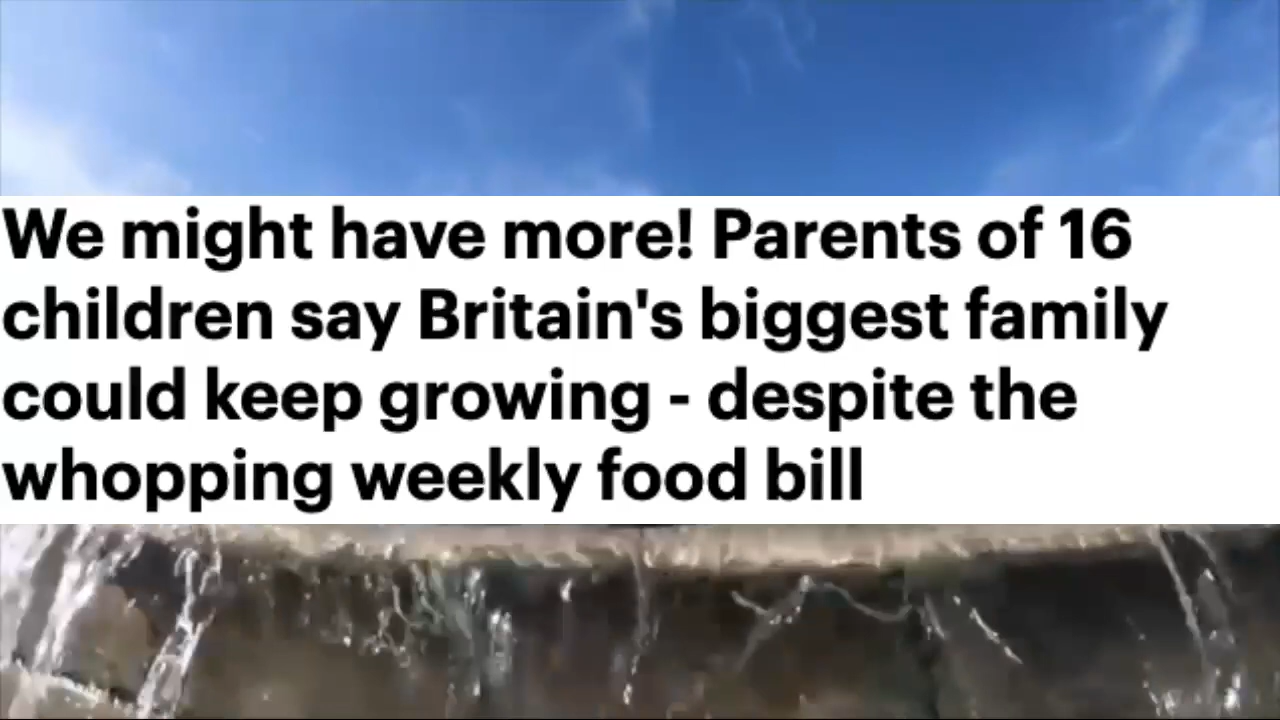 We might have more! Parents of 16
children say Britain's biggest family
could keep growing - despite the
whopping weekly food bill